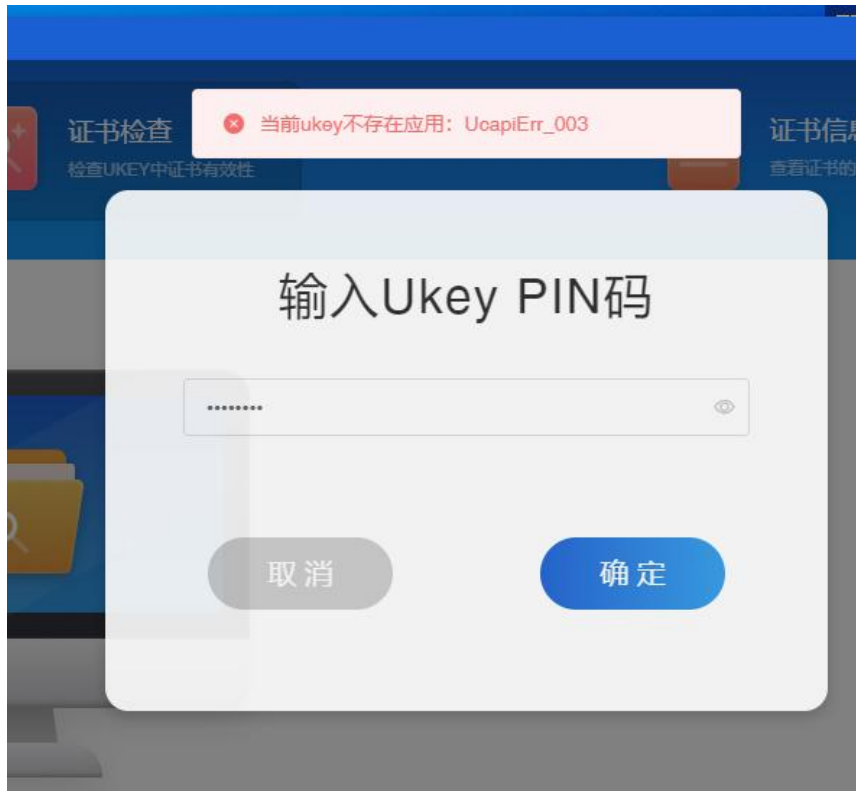 当前ukey不存在应用：UcapiErr_003
证书检查
检查UKEY中证书有效性
证书信息
查看证书的
输入Ukey PIN码
••••••••
取消
确定